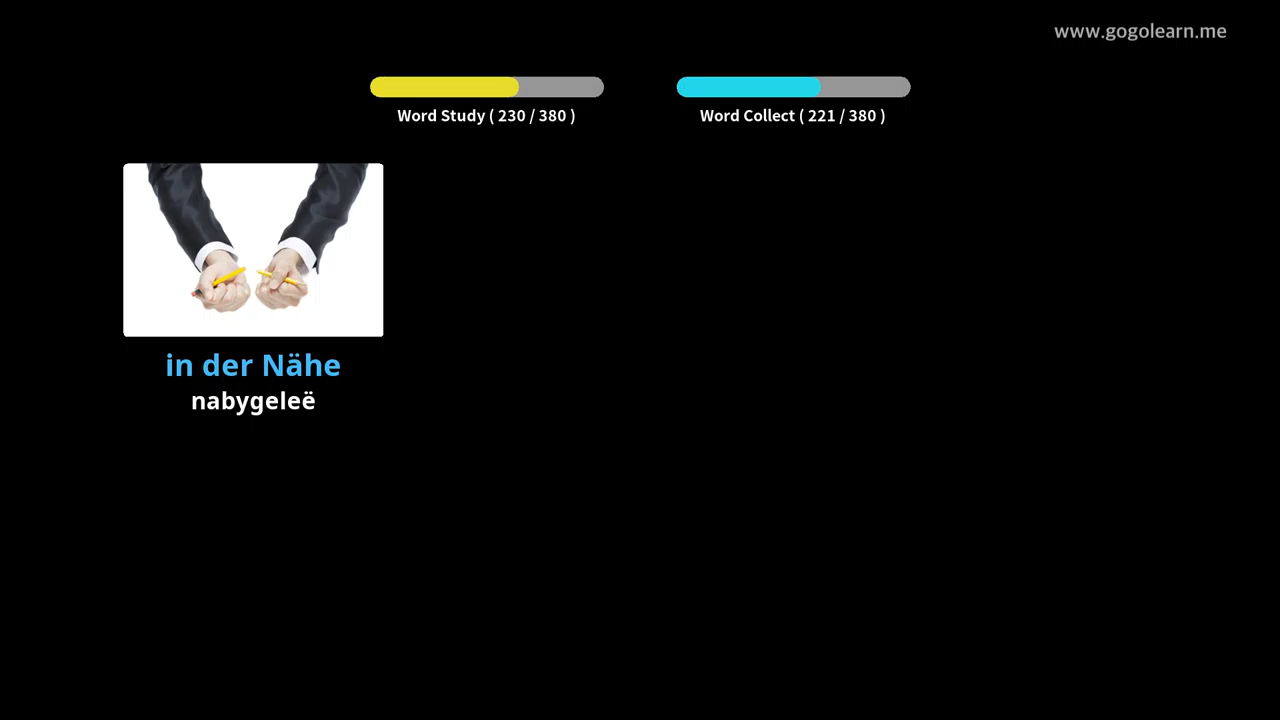 www.gogolearn.me
Word Study ( 230 / 380 )
Word Collect ( 221 / 380 )
in der Nähe
nabygeleë